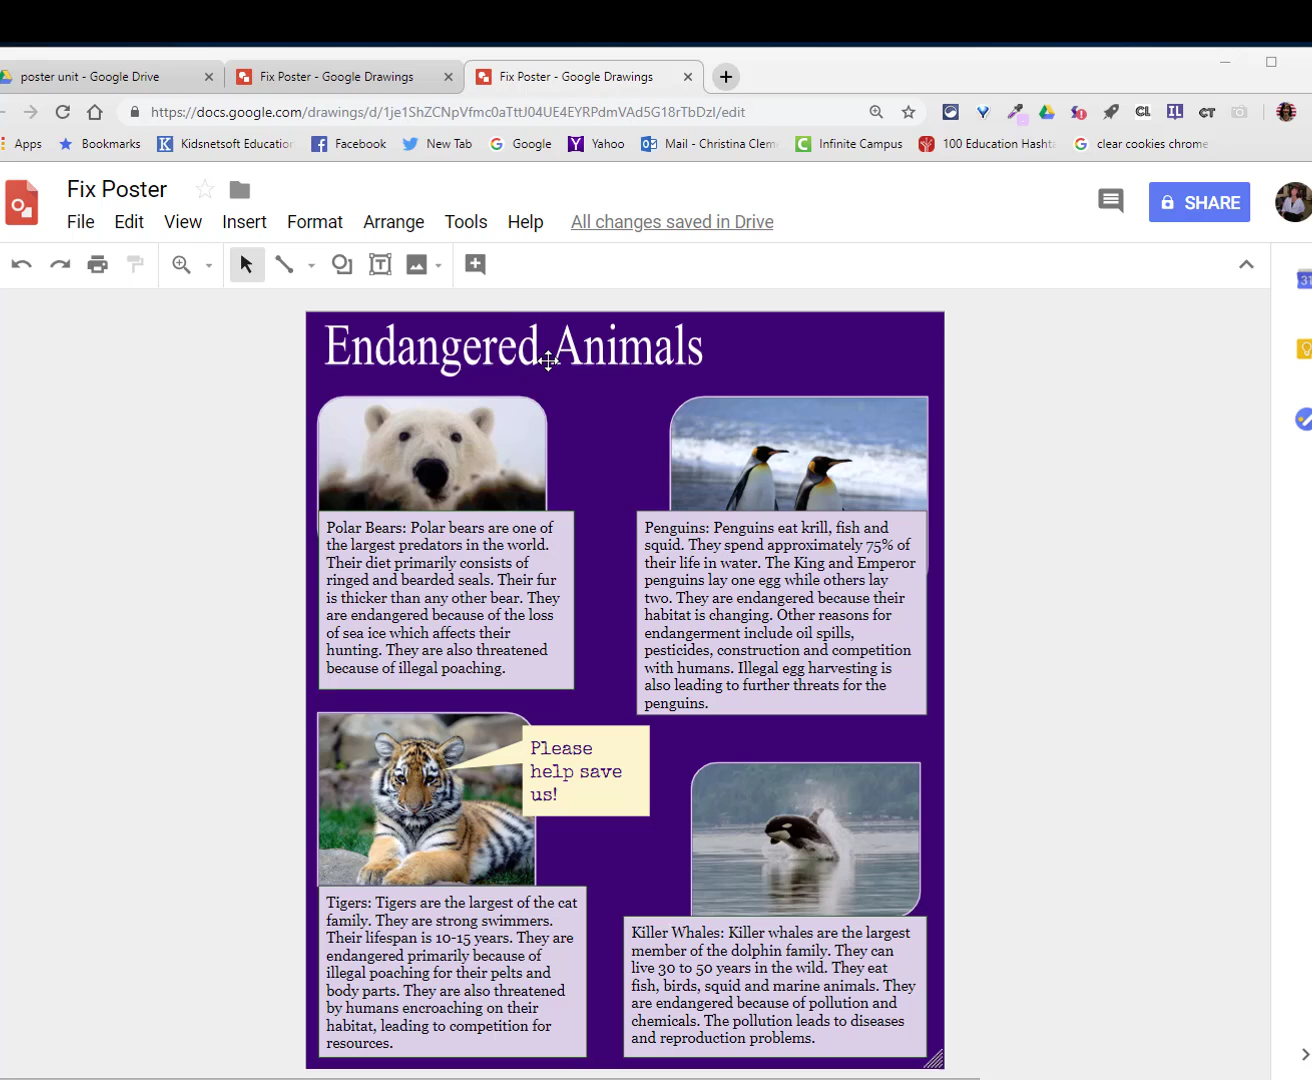 poster unit - Google Drive
Fix Poster - Google Drawings
Fix Poster - Google Drawings
https://docs.google.com/drawings/d/1je1ShZCNpVfmc0aTttJ04UE4EYRPdmVAd5G18rTbDzI/edit
CL
IL
CT
Apps
Bookmarks
Kidsnetsoft Education
Facebook
New Tab
Google
Yahoo
Mail - Christina Clem
Infinite Campus
100 Education Hashta
clear cookies chrome
Fix Poster
SHARE
File
Edit
View
Insert
Format
Arrange
Tools
Help
All changes saved in Drive
31
Endangered Animals
Polar Bears: Polar bears are one of
the largest predators in the world.
Their diet primarily consists of
ringed and bearded seals. Their fur
is thicker than any other bear. They
are endangered because of the loss
of sea ice which affects their
hunting. They are also threatened
because of illegal poaching.
Penguins: Penguins eat krill, fish and
squid. They spend approximately 75% of
their life in water. The King and Emperor
penguins lay one egg while others lay
two. They are endangered because their
habitat is changing. Other reasons for
endangerment include oil spills,
pesticides, construction and competition
with humans. Illegal egg harvesting is
also leading to further threats for the
penguins.
Please
help save
us!
Tigers: Tigers are the largest of the cat
family. They are strong swimmers.
Their lifespan is 10-15 years. They are
endangered primarily because of
illegal poaching for their pelts and
body parts. They are also threatened
by humans encroaching on their
habitat, leading to competition for
resources.
Killer Whales: Killer whales are the largest
member of the dolphin family. They can
live 30 to 50 years in the wild. They eat
fish, birds, squid and marine animals. They
are endangered because of pollution and
chemicals. The pollution leads to diseases
and reproduction problems.